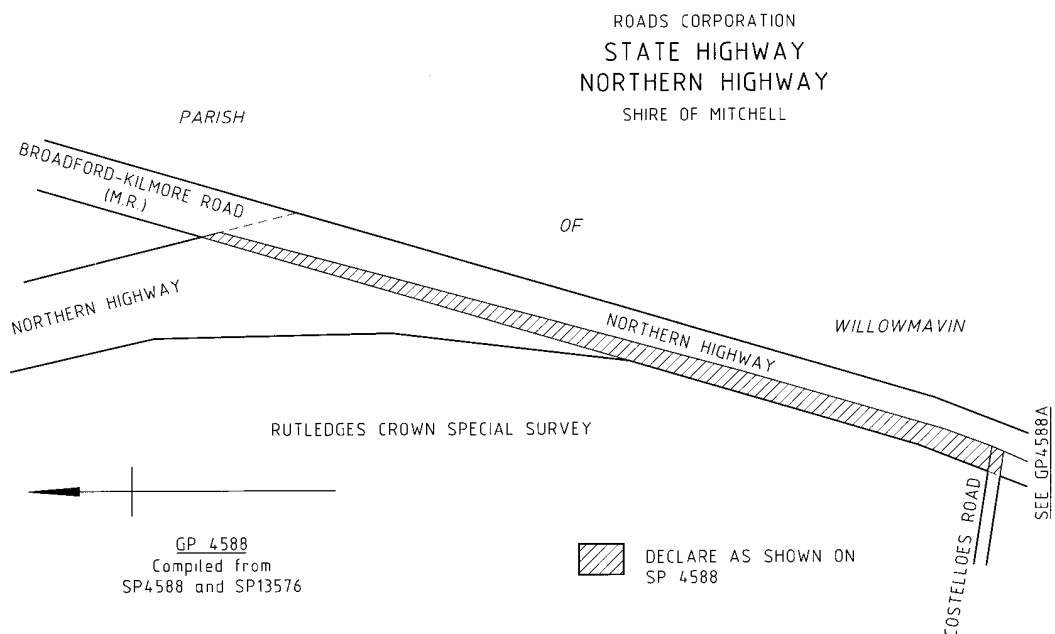 ROADS CORPORATION
STATE HIGHWAY
NORTHERN HIGHWAY
SHIRE OF MITCHELL
PARISH
BROADFORD-KILMORE ROAD
(M.R.)
OF
NORTHERN HIGHWAY
NORTHERN HIGHWAY
WILLOWMAVIN
RUTLEDGES CROWN SPECIAL SURVEY
SEE GP4588A
COSTELLOES ROAD
GP 4588
Compiled from
SP4588 and SP13576
DECLARE AS SHOWN ON
SP 4588